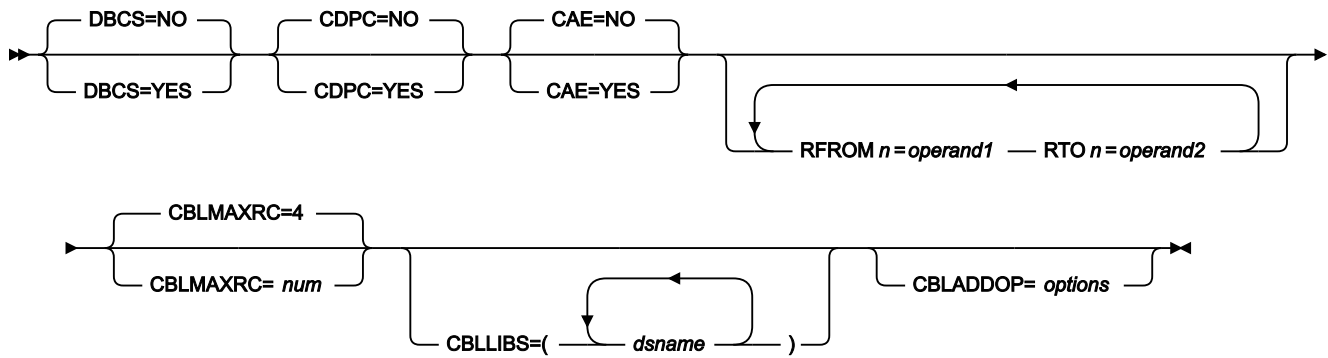 DBCS=NO CDPC=NO CAE=NO
DBCS=YES CDPC=YES CAE=YES
RFROM n=operand1 RTO n=operand2
CBLMAXRC=4
CBLMAXRC= num CBLADDOP= options
CBLLIBS=( dsname )